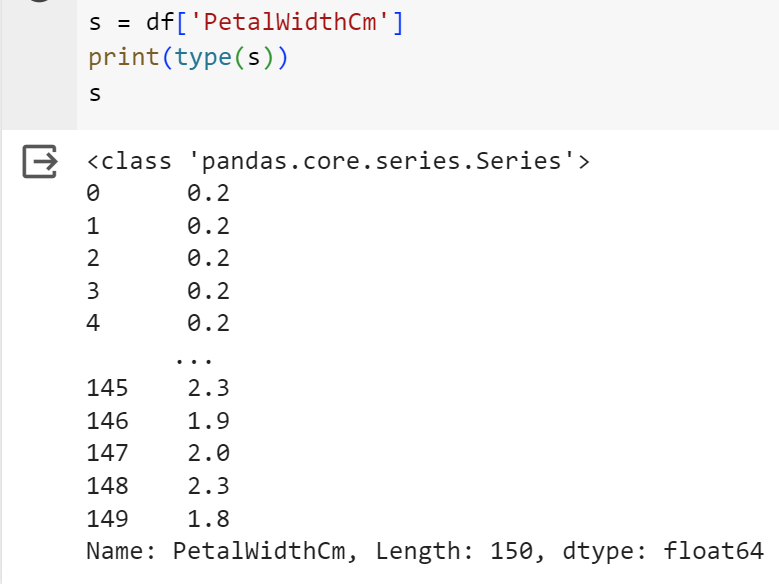 s = df['PetalWidthCm']
print(type(s))
s
<class 'pandas.core.series.Series'>
0      0.2
1      0.2
2      0.2
3      0.2
4      0.2
      ...
145    2.3
146    1.9
147    2.0
148    2.3
149    1.8
Name: PetalWidthCm, Length: 150, dtype: float64